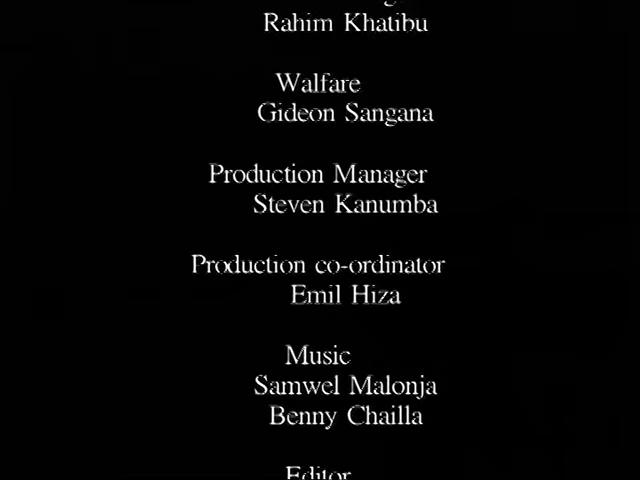 Rahim Khatibu
Walfare
Gideon Sangana
Production Manager
Steven Kanumba
Production co-ordinator
Emil Hiza
Music
Samwel Malonja
Benny Chailla
Editor